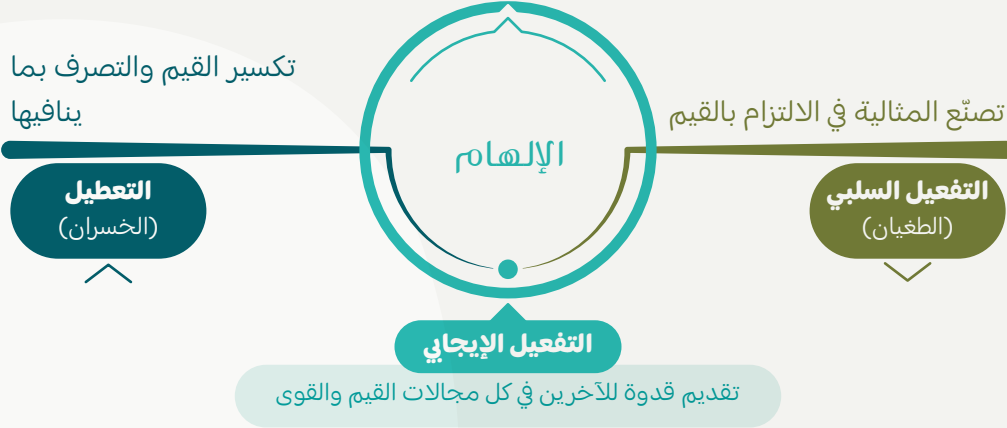 تصنّع المثالية في الالتزام بالقيم
التفعيل السلبي
(الطغيان)
الإلهام
تكسير القيم والتصرف بما
ينافيها
التعطيل
(الخسران)
التفعيل الإيجابي
تقديم قدوة للآخرين في كل مجالات القيم والقوى